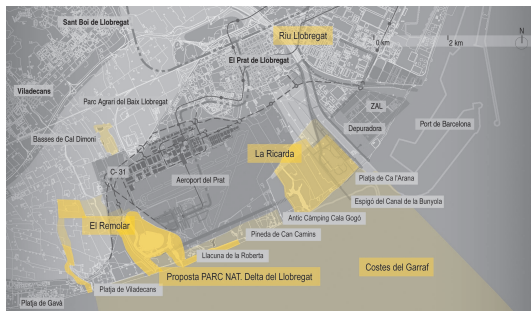 Sant Boi de Llobregat
Riu Llobregat
N
0 km
2 km
El Prat de Llobregat
Viladecans
Parc Agrari del Baix Llobregat
ZAL
Port de Barcelona
Depuradora
Basses de Cal Dimoni
La Ricarda
C- 31
Aeroport del Prat
Platja de Ca l'Arana
Espigó del Canal de la Bunyola
Antic Càmping Cala Gogó
El Remolar
Pineda de Can Camins
Llacuna de la Roberta
Costes del Garraf
Proposta PARC NAT. Delta del Llobregat
Platja de Viladecans
Platja de Gavà